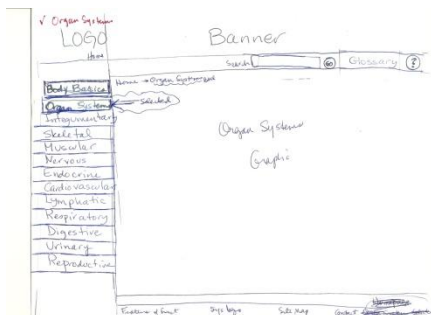 √ Organ Systems
LOGO Banner
Home
Search Go Glossary ?
Home → Organ Systems
Body Basics
Organ Systems ← selected
Integumentary
Skeletal
Muscular
Nervous
Endocrine
Cardiovascular
Lymphatic
Respiratory
Digestive
Urinary
Reproductive
Organ Systems
Graphic
Site Map Contact